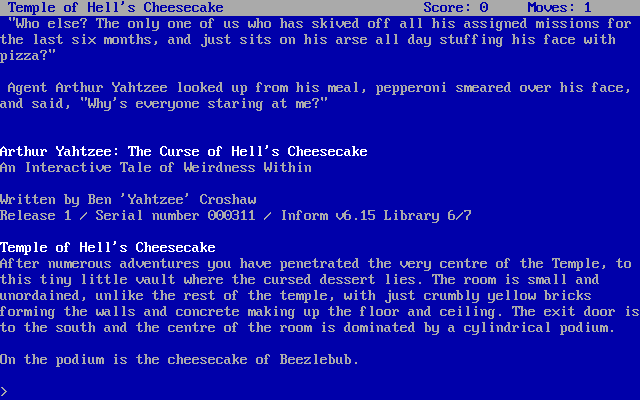 Temple of Hell's Cheesecake Score: 0 Moves: 1
"Who else? The only one of us who has skived off all his assigned missions for
the last six months, and just sits on his arse all day stuffing his face with
pizza?"
Agent Arthur Yahtzee looked up from his meal, pepperoni smeared over his face,
and said, "Why's everyone staring at me?"
Arthur Yahtzee: The Curse of Hell's Cheesecake
An Interactive Tale of Weirdness Within
Written by Ben 'Yahtzee' Croshaw
Release 1 / Serial number 000311 / Inform v6.15 Library 6/7
Temple of Hell's Cheesecake
After numerous adventures you have penetrated the very centre of the Temple, to
this tiny little vault where the cursed dessert lies. The room is small and
unordained, unlike the rest of the temple, with just crumbly yellow bricks
forming the walls and concrete making up the floor and ceiling. The exit door is
to the south and the centre of the room is dominated by a cylindrical podium.
On the podium is the cheesecake of Beezlebub.
>